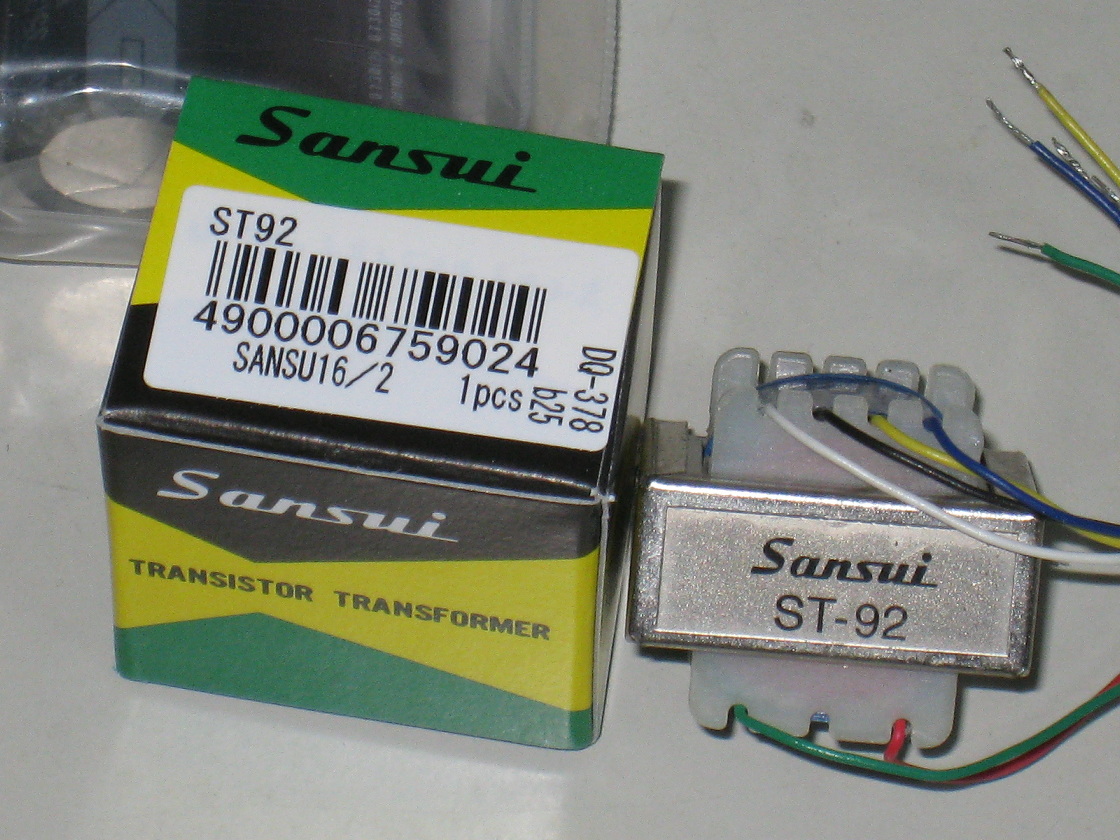 Sansui
ST92
4900006759024
SANSU16/2
1pcs
DQ-378
b25
Sansui
TRANSISTOR TRANSFORMER
Sansui
ST-92